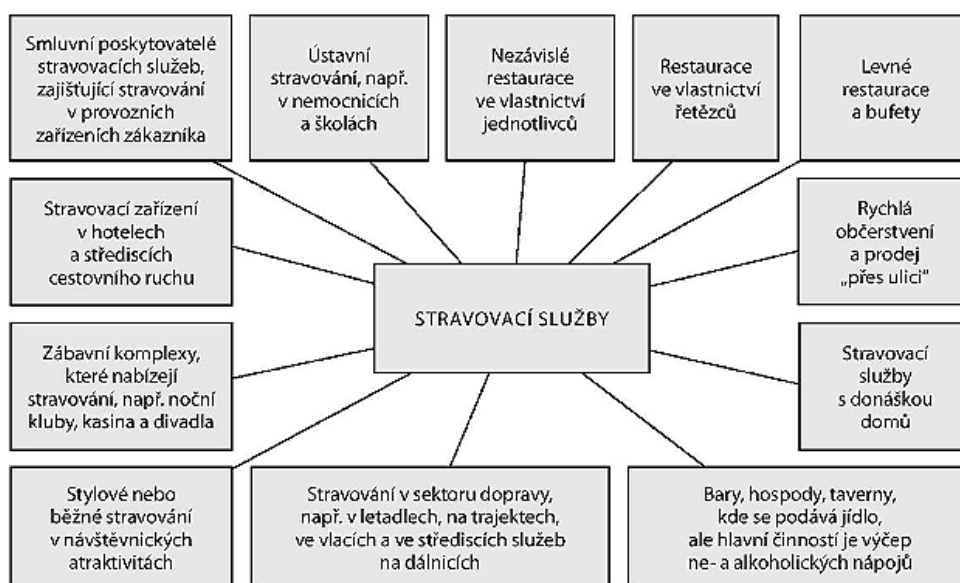 Smluvní poskytovatelé
stravovacích služeb,
zajišťující stravování
v provozních
zařízeních zákazníka
Ústavní
stravování, např.
v nemocnicích
a školách
Nezávislé
restaurace
ve vlastnictví
jednotlivců
Restaurace
ve vlastnictví
řetězců
Levné
restaurace
a bufety
Stravovací zařízení
v hotelech
a střediscích
cestovního ruchu
Rychlá
občerstvení
a prodej
„přes ulici“
STRAVOVACÍ SLUŽBY
Zábavní komplexy,
které nabízejí
stravování, např. noční
kluby, kasina a divadla
Stravovací
služby
s donáškou
domů
Stylové nebo
běžné stravování
v návštěvnických
atraktivitách
Stravování v sektoru dopravy,
např. v letadlech, na trajektech,
ve vlacích a ve střediscích služeb
na dálnicích
Bary, hospody, taverny,
kde se podává jídlo,
ale hlavní činností je výčep
ne- a alkoholických nápojů